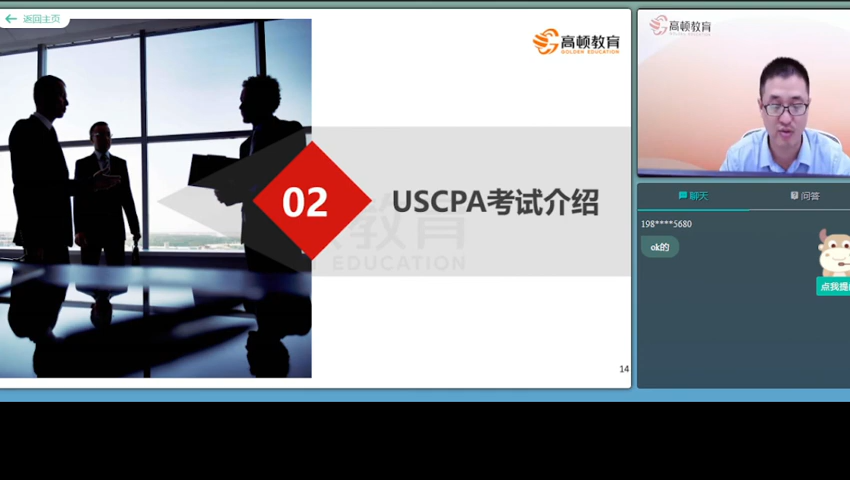 返回主页
高顿教育
GOLDEN EDUCATION
02
USCPA考试介绍
教育
EDUCATION
14
高顿教育
聊天
问答
198****5680
ok的
点我提